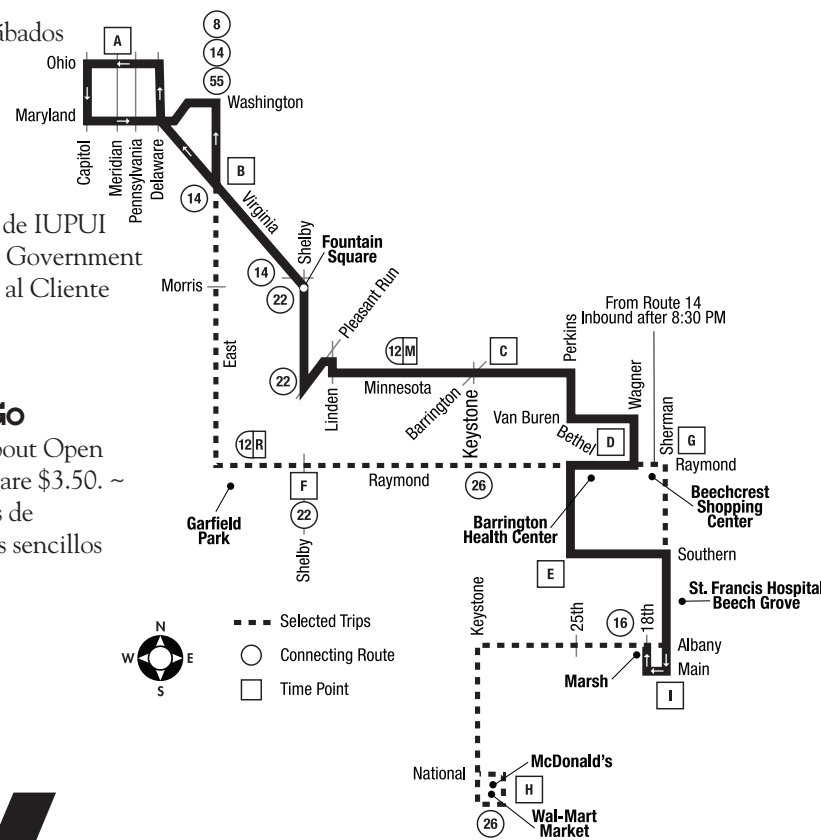 ábados
de IUPUI
Government
al Cliente
Go
bout Open
are $3.50. ~
s de
s sencillos
A
Ohio
Maryland
Capitol
Meridian
Pennsylvania
Delaware
8
14
55
Washington
B
14
Virginia
Shelby
Fountain
Square
14
22
Morris
Pleasant Run
East
22
Linden
12 M
Minnesota
C
Barrington
Keystone
Perkins
From Route 14
Inbound after 8:30 PM
Wagner
Van Buren
Bethel
D
Sherman
G
Raymond
12 R
F
22
Shelby
Raymond
26
Garfield
Park
Barrington
Health Center
Beechcrest
Shopping
Center
E
Southern
St. Francis Hospital
Beech Grove
Keystone
25th
16
18th
Albany
Main
Marsh
I
N
W E
S
Selected Trips
Connecting Route
Time Point
National
McDonald's
H
Wal-Mart
Market
26